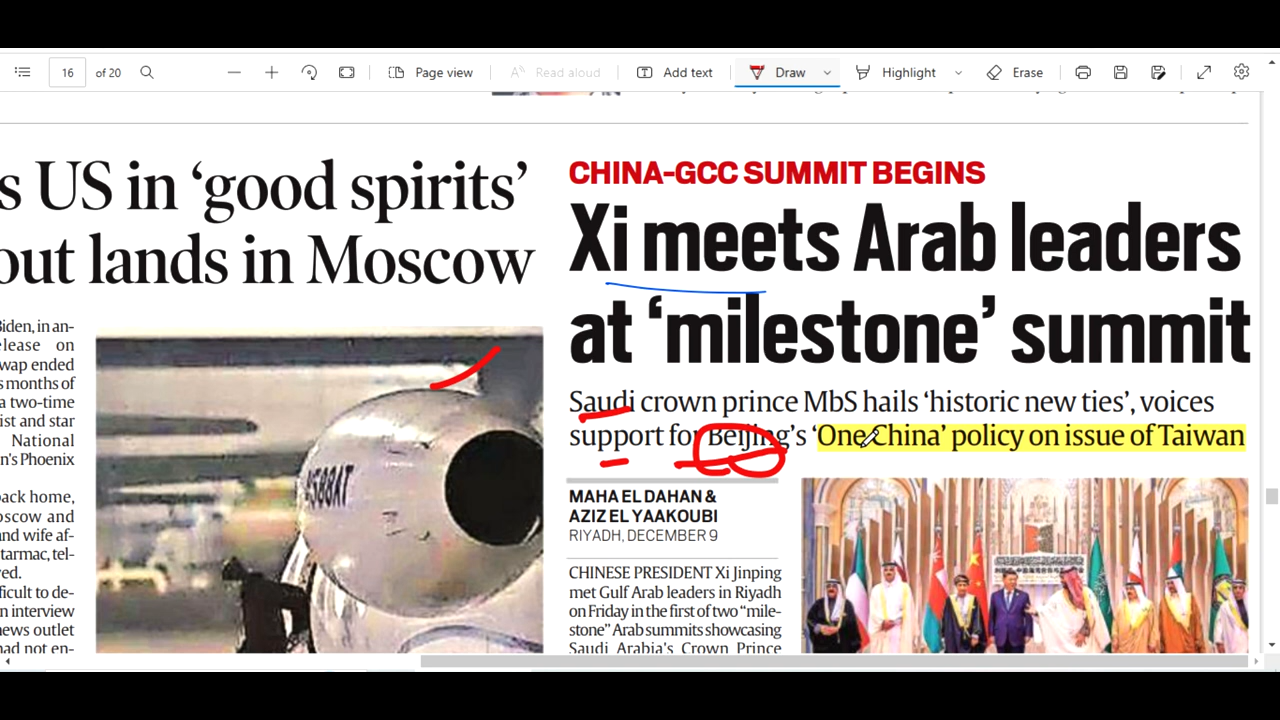 16 of 20 Page view Read aloud Add text Draw Highlight Erase
s US in ‘good spirits’
out lands in Moscow
Biden, in an-
elease on
wap ended
s months of
a two-time
ist and star
National
n's Phoenix
back home,
oscow and
and wife af-
tarmac, tel-
red.
ficult to de-
n interview
news outlet
had not en-
CHINA-GCC SUMMIT BEGINS
Xi meets Arab leaders
at ‘milestone’ summit
Saudi crown prince MbS hails ‘historic new ties’, voices
support for Beijing's ‘One China’ policy on issue of Taiwan
MAHA EL DAHAN &
AZIZ EL YAAKOUBI
RIYADH, DECEMBER 9
CHINESE PRESIDENT Xi Jinping
met Gulf Arab leaders in Riyadh
on Friday in the first of two “mile-
stone” Arab summits showcasing
Saudi Arabia's Crown Prince